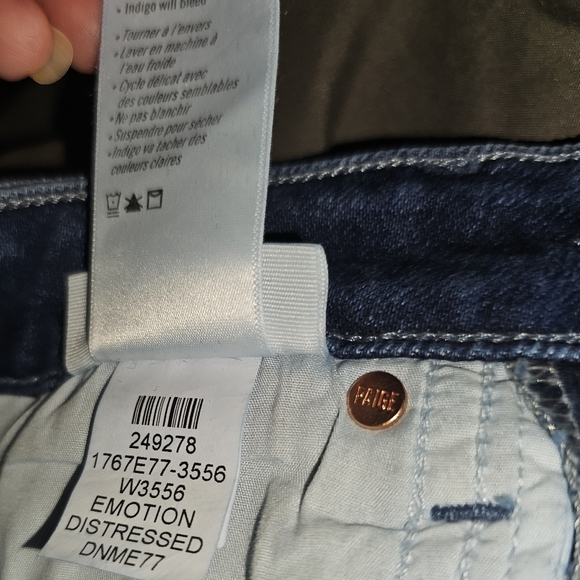 • Indigo will bleed
• Tourner à l'envers
• Laver en machine à
l'eau froide
• Cycle délicat avec
des couleurs semblables
• Ne pas blanchir
• Suspendre pour sécher
• Indigo va tacher des
couleurs claires
PAIGE
249278
1767E77-3556
W3556
EMOTION
DISTRESSED
DNME77